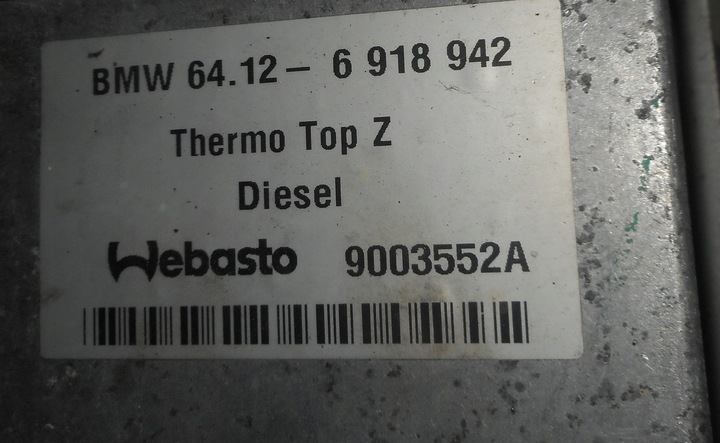 BMW 64.12 – 6 918 942
Thermo Top Z
Diesel
Webasto 9003552A